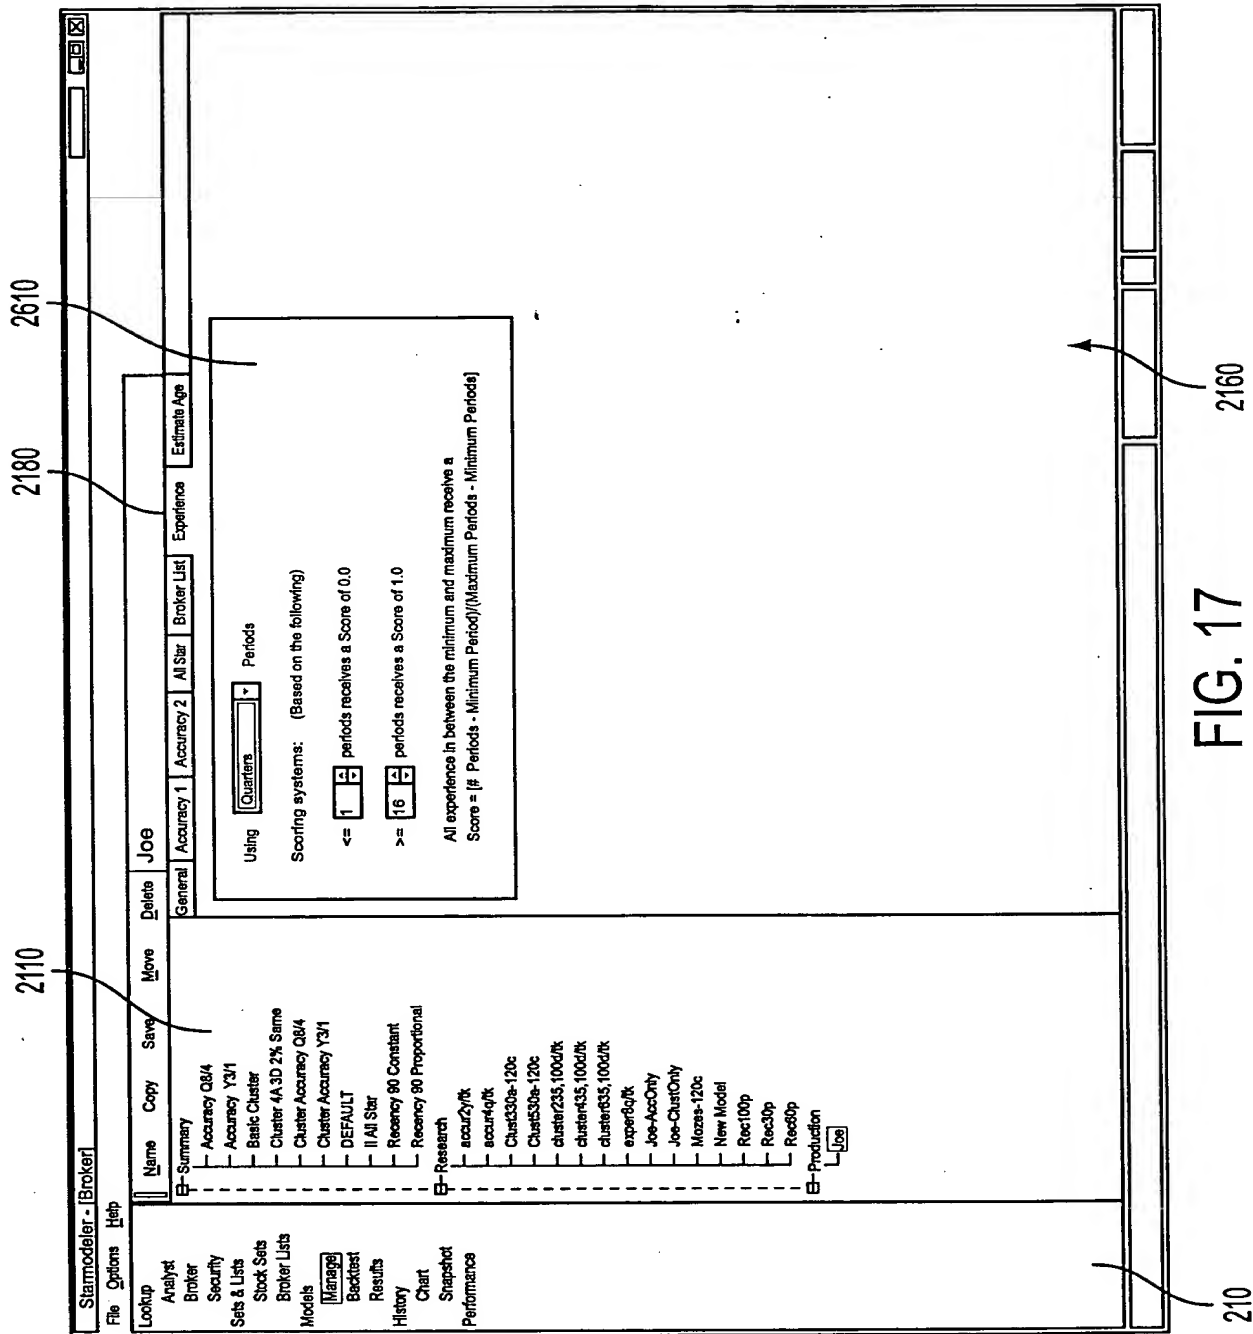 Starmodeler - [Broker]
File Options Help
Lookup
Analyst
Broker
Security
Sets & Lists
Stock Sets
Broker Lists
Models
Manage
Backtest
Results
History
Chart
Snapshot
Performance
Name Copy Save Move Delete Joe
Summary
Accuracy Q8/4
Accuracy Y3/1
Basic Cluster
Cluster 4A 3D 2% Same
Cluster Accuracy Q8/4
Cluster Accuracy Y3/1
DEFAULT
II All Star
Recency 90 Constant
Recency 90 Proportional
Research
accur2y/fk
accur4q/fk
Clust330a-120c
Clust530a-120c
cluster235,100d/fk
cluster435,100d/fk
cluster635,100d/fk
exper8q/fk
Joe-AccOnly
Joe-ClustOnly
Mozes-120c
New Model
Rec100p
Rec30p
Rec60p
Production
Joe
General Accuracy 1 Accuracy 2 All Star Broker List Experience Estimate Age
Using Quarters Periods
Scoring systems: (Based on the following)
<= 1 periods receives a Score of 0.0
>= 16 periods receives a Score of 1.0
All experience in between the minimum and maximum receive a
Score = [# Periods - Minimum Period)/(Maximum Periods - Minimum Periods]
2110
2180
2610
210
2160
FIG. 17